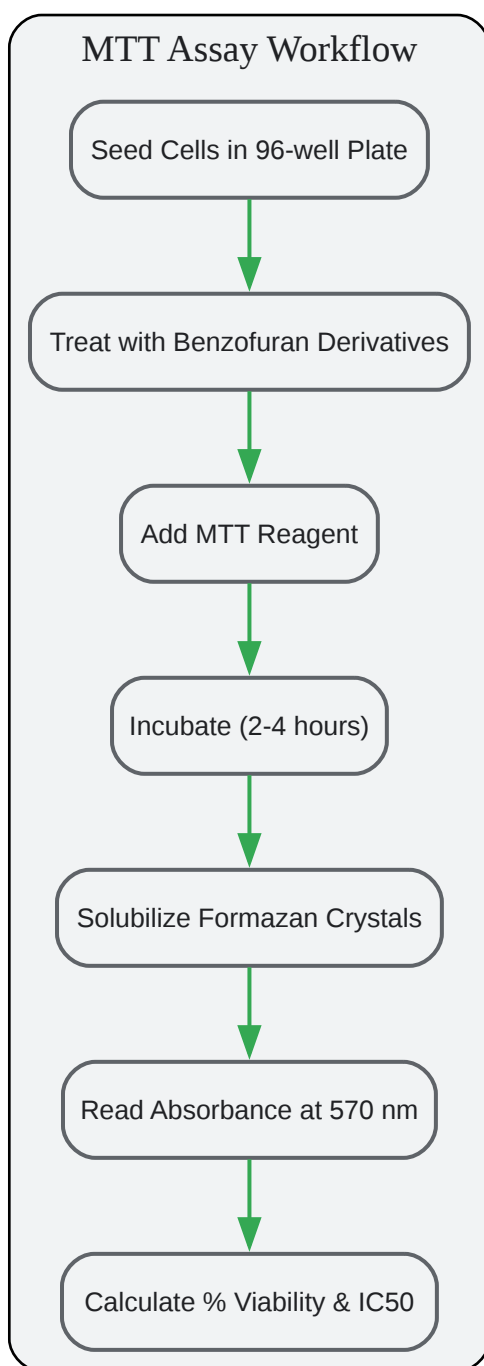 MTT Assay Workflow
Seed Cells in 96-well Plate
Treat with Benzofuran Derivatives
Add MTT Reagent
Incubate (2-4 hours)
Solubilize Formazan Crystals
Read Absorbance at 570 nm
Calculate % Viability & IC50